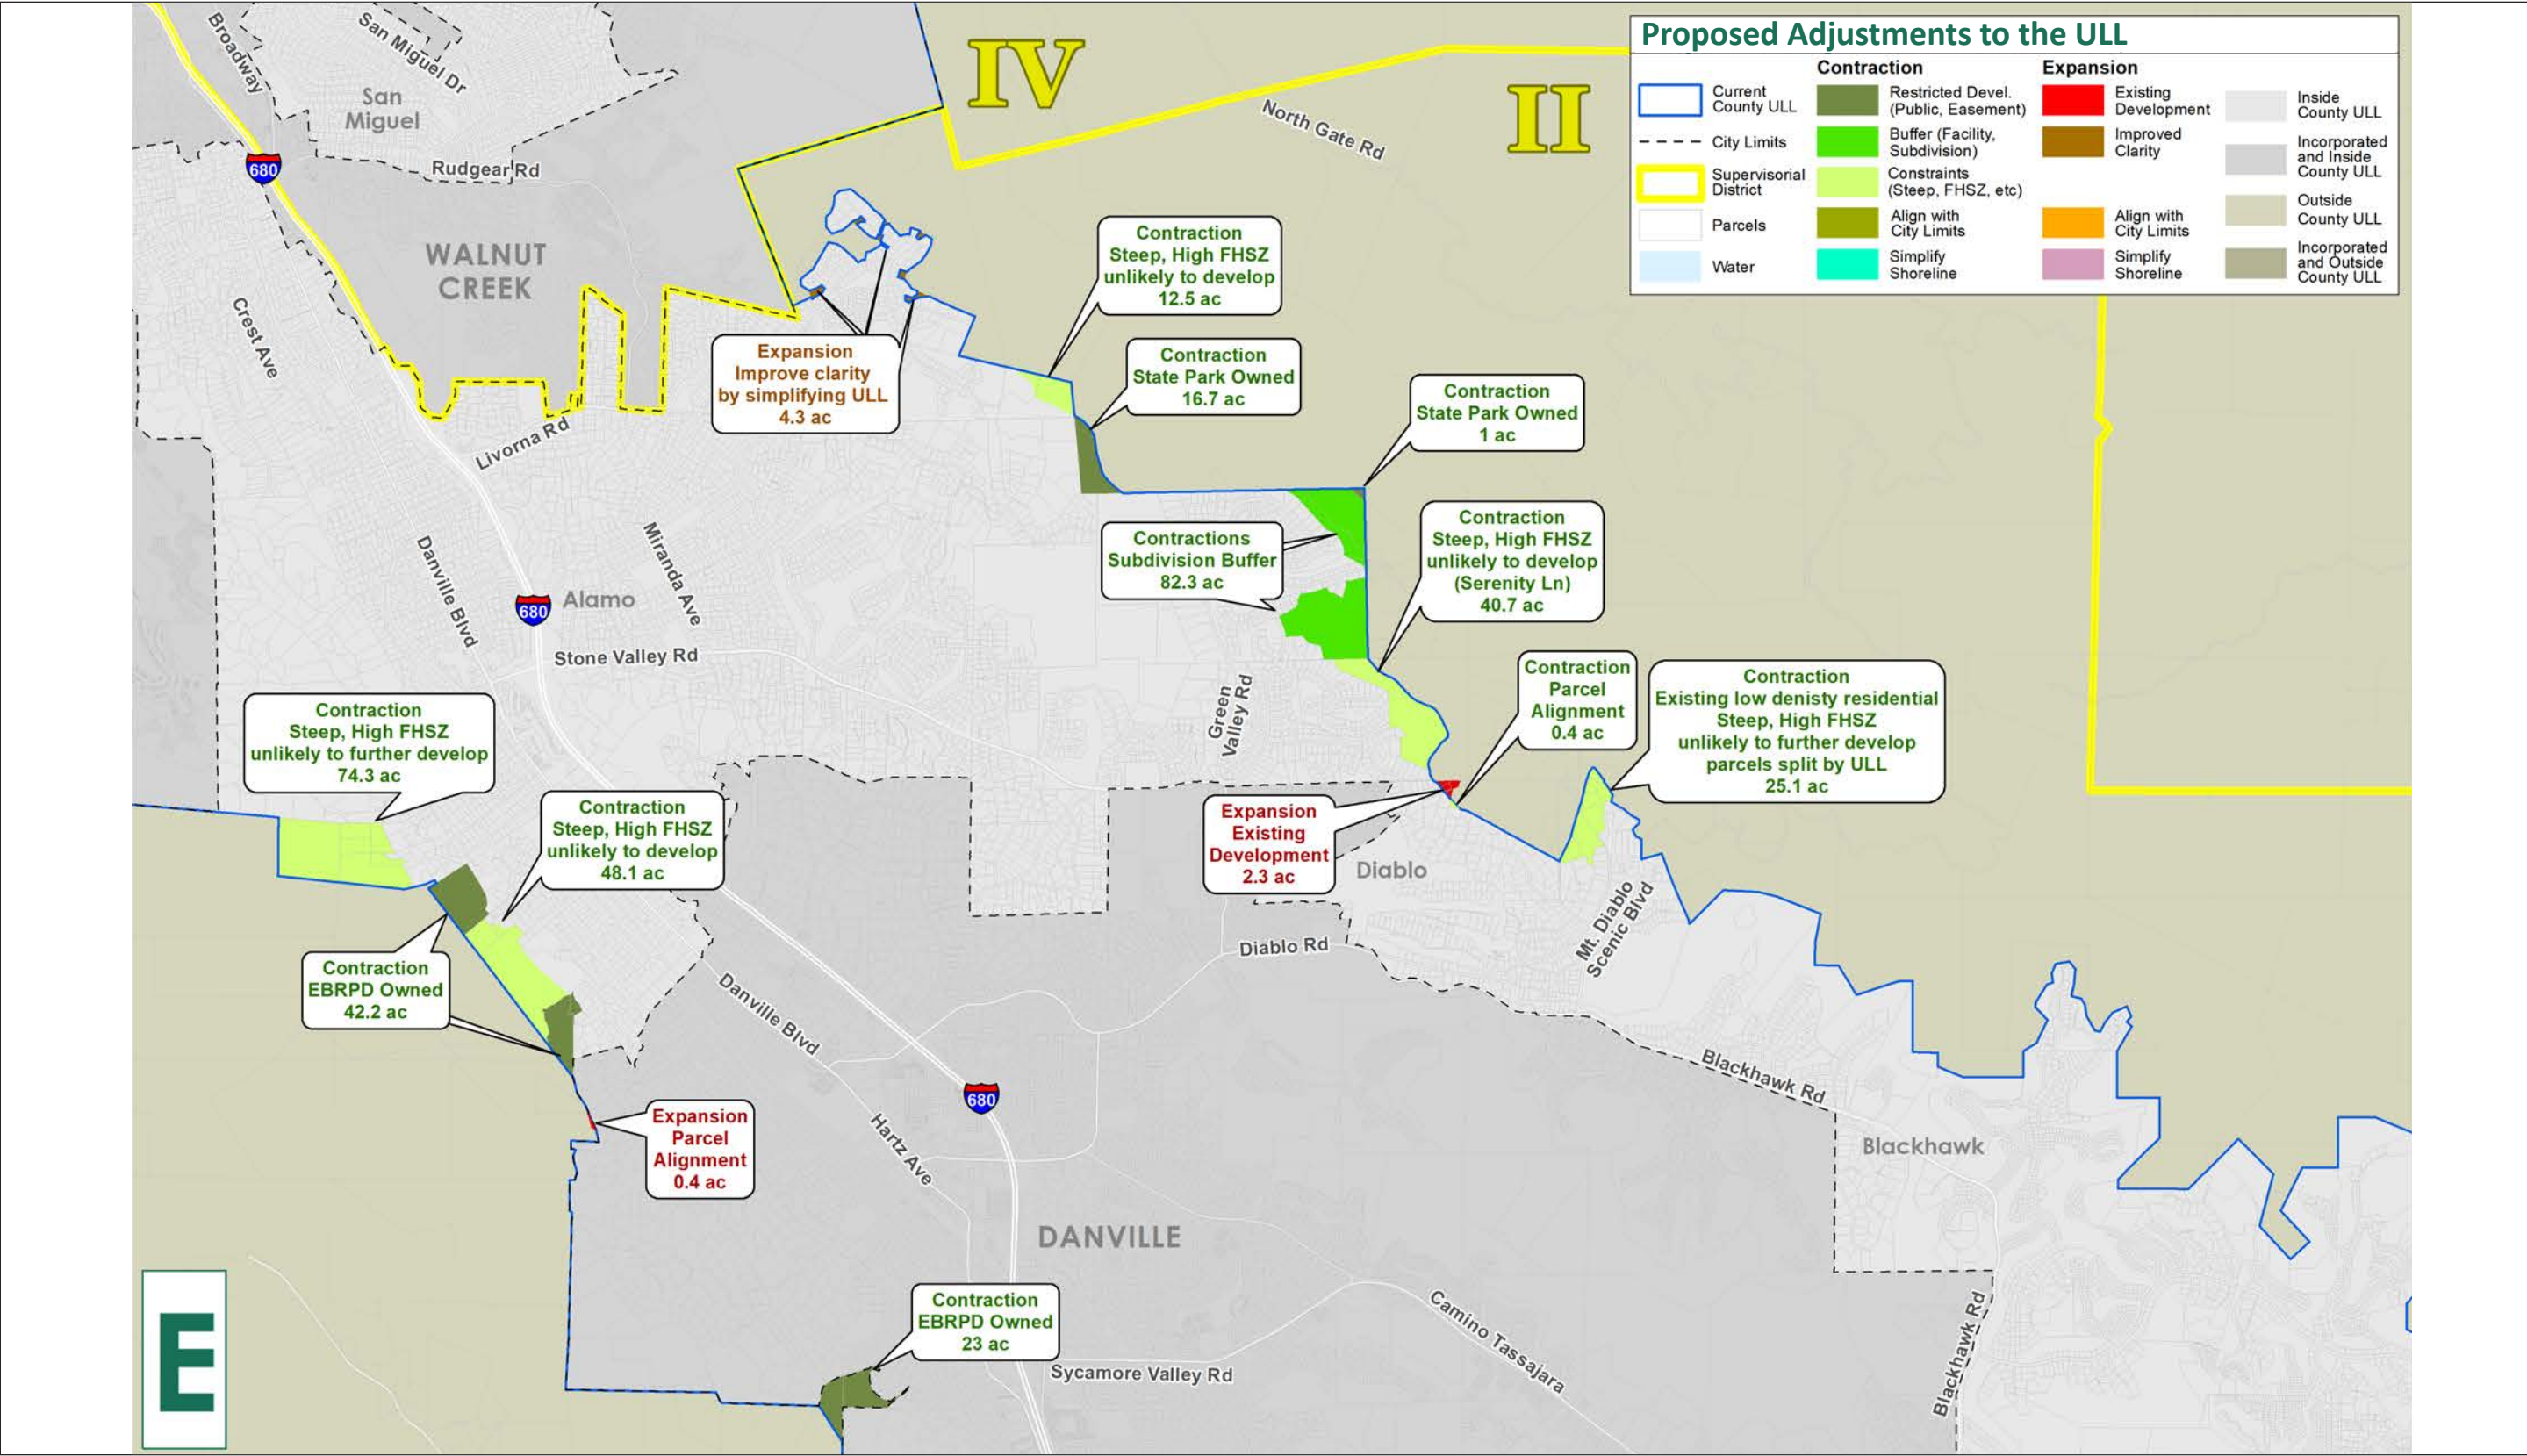 Proposed Adjustments to the ULL
Contraction
Expansion
Current
County ULL
City Limits
Supervisorial
District
Parcels
Water
Restricted Devel.
(Public, Easement)
Buffer (Facility,
Subdivision)
Constraints
(Steep, FHSZ, etc)
Align with
City Limits
Simplify
Shoreline
Existing
Development
Improved
Clarity
Align with
City Limits
Simplify
Shoreline
Inside
County ULL
Incorporated
and Inside
County ULL
Outside
County ULL
Incorporated
and Outside
County ULL
IV
II
Broadway
San Miguel Dr
San
Miguel
680
Rudgear Rd
North Gate Rd
WALNUT
CREEK
Crest Ave
Livorna Rd
Contraction
Steep, High FHSZ
unlikely to develop
12.5 ac
Expansion
Improve clarity
by simplifying ULL
4.3 ac
Contraction
State Park Owned
16.7 ac
Contraction
State Park Owned
1 ac
Contractions
Subdivision Buffer
82.3 ac
Contraction
Steep, High FHSZ
unlikely to develop
(Serenity Ln)
40.7 ac
Danville Blvd
Miranda Ave
680
Alamo
Stone Valley Rd
Green
Valley Rd
Contraction
Parcel
Alignment
0.4 ac
Contraction
Existing low denisty residential
Steep, High FHSZ
unlikely to further develop
parcels split by ULL
25.1 ac
Contraction
Steep, High FHSZ
unlikely to further develop
74.3 ac
Contraction
Steep, High FHSZ
unlikely to develop
48.1 ac
Expansion
Existing
Development
2.3 ac
Diablo
Mt. Diablo
Scenic Blvd
Diablo Rd
Contraction
EBRPD Owned
42.2 ac
Danville Blvd
680
Blackhawk Rd
Expansion
Parcel
Alignment
0.4 ac
Hartz Ave
Blackhawk
DANVILLE
Contraction
EBRPD Owned
23 ac
Sycamore Valley Rd
Camino Tassajara
Blackhawk Rd
E